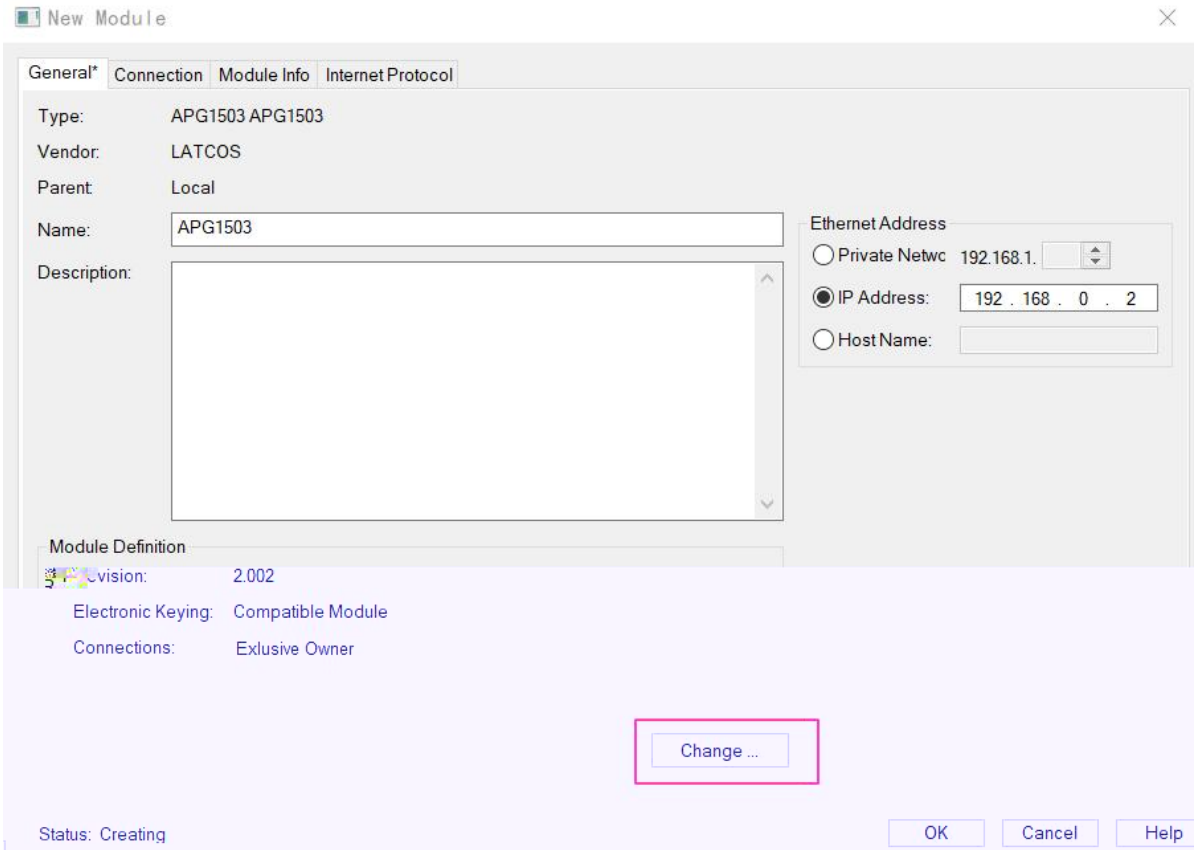 New Module
General* Connection Module Info Internet Protocol
Type: APG1503 APG1503
Vendor: LATCOS
Parent: Local
Name: APG1503
Description:
Ethernet Address
Private Netwc 192.168.1.
IP Address: 192 . 168 . 0 . 2
Host Name:
Module Definition
evision: 2.002
Electronic Keying: Compatible Module
Connections: Exlusive Owner
Change ...
Status: Creating
OK Cancel Help